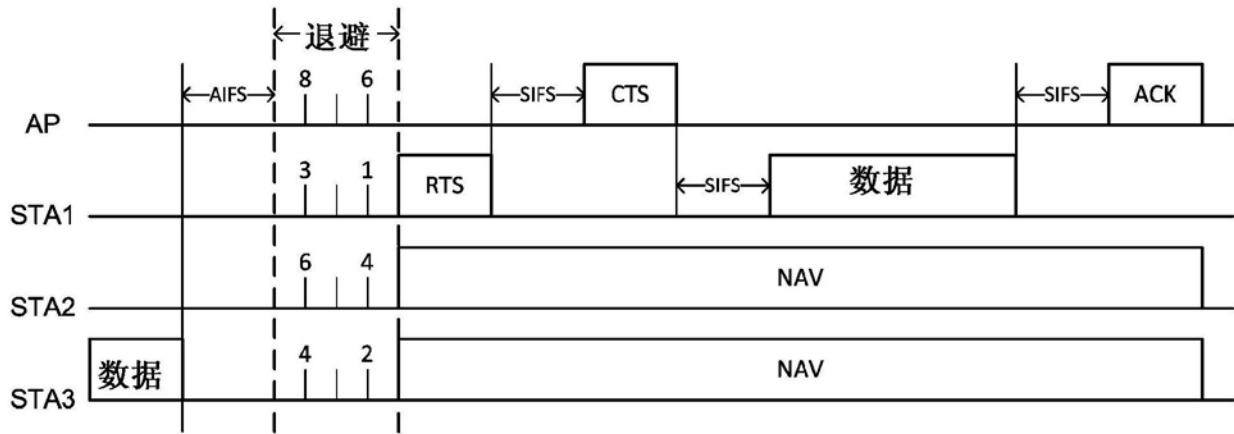 退避
8 6
AIFS SIFS CTS SIFS ACK
AP
3 1
RTS SIFS 数据
STA1
6 4
NAV
STA2
4 2
数据 NAV
STA3